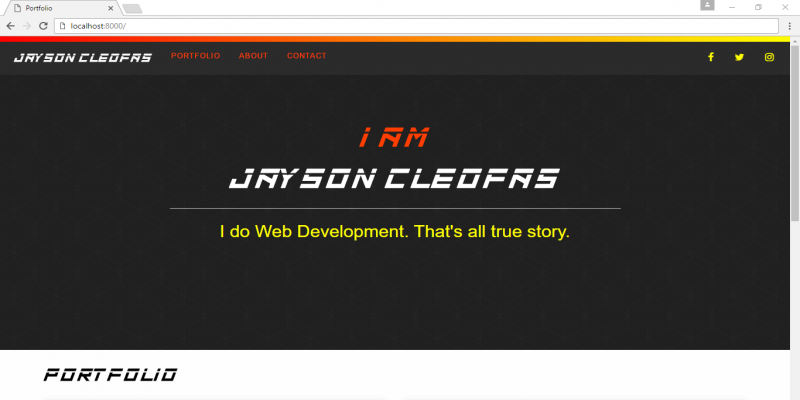 Portfolio
localhost:8000/
JAYSON CLEOFAS PORTFOLIO ABOUT CONTACT
I AM
JAYSON CLEOFAS
I do Web Development. That's all true story.
PORTFOLIO